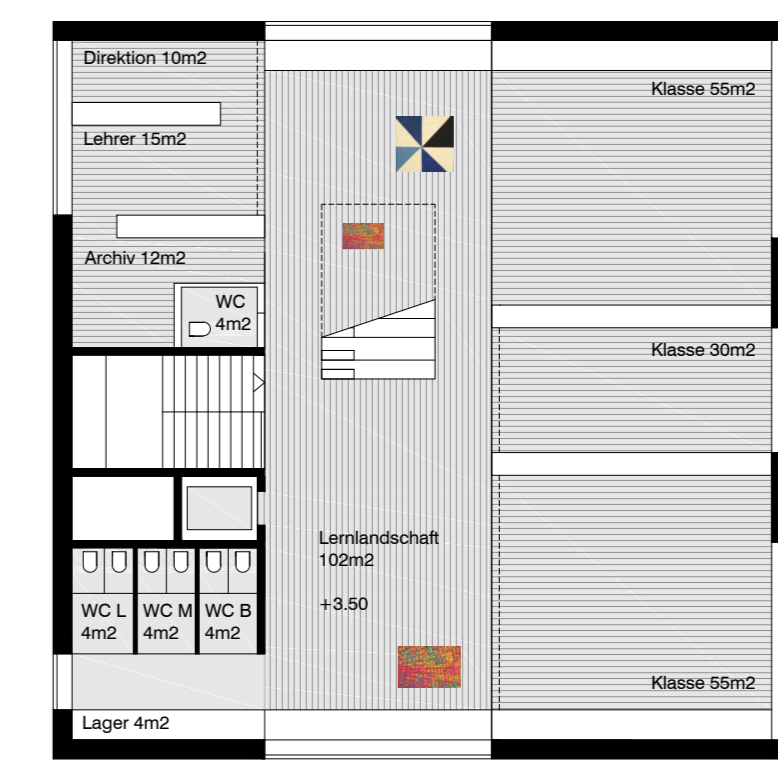 Direktion 10m2
Klasse 55m2
Lehrer 15m2
Archiv 12m2
WC
4m2
Klasse 30m2
Lernlandschaft
102m2
+3.50
WC L
4m2
WC M
4m2
WC B
4m2
Klasse 55m2
Lager 4m2